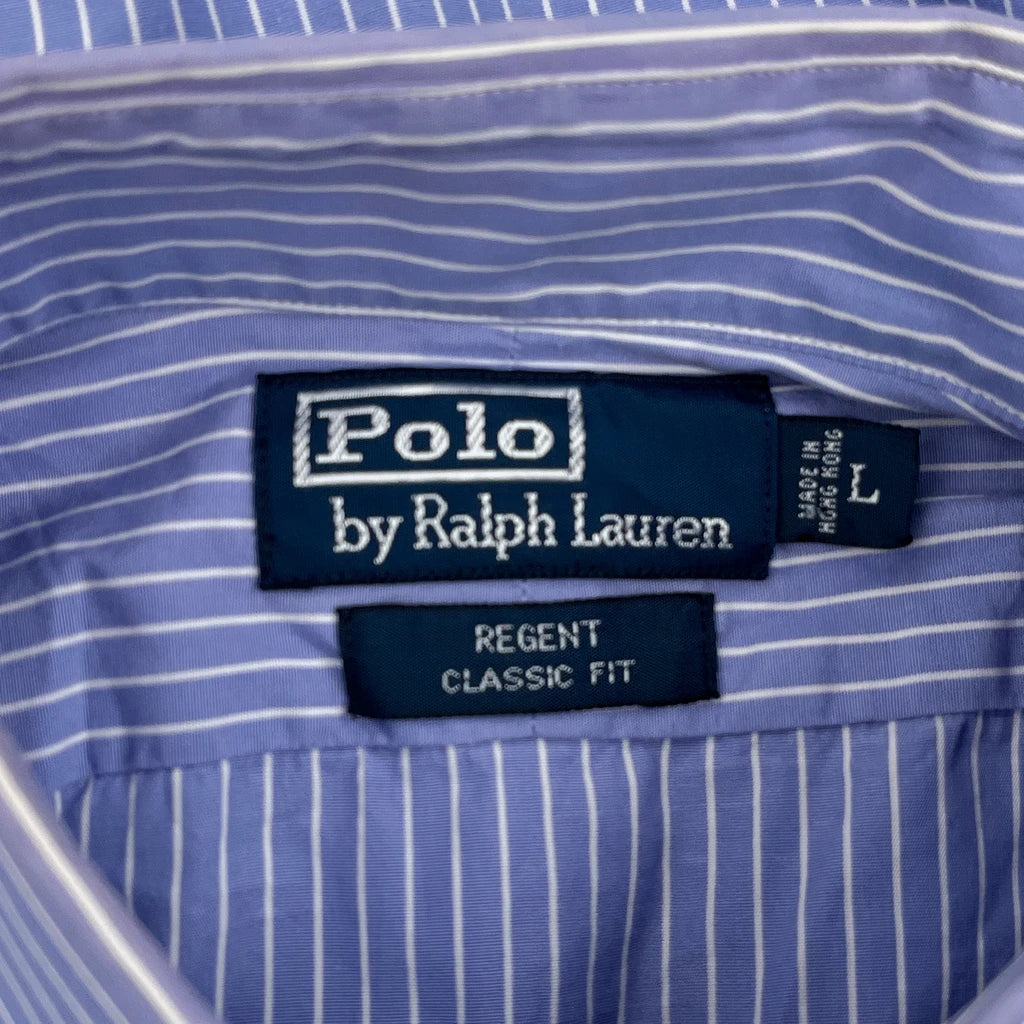 Polo
by Ralph Lauren
MADE IN
HONG KONG
L
REGENT
CLASSIC FIT